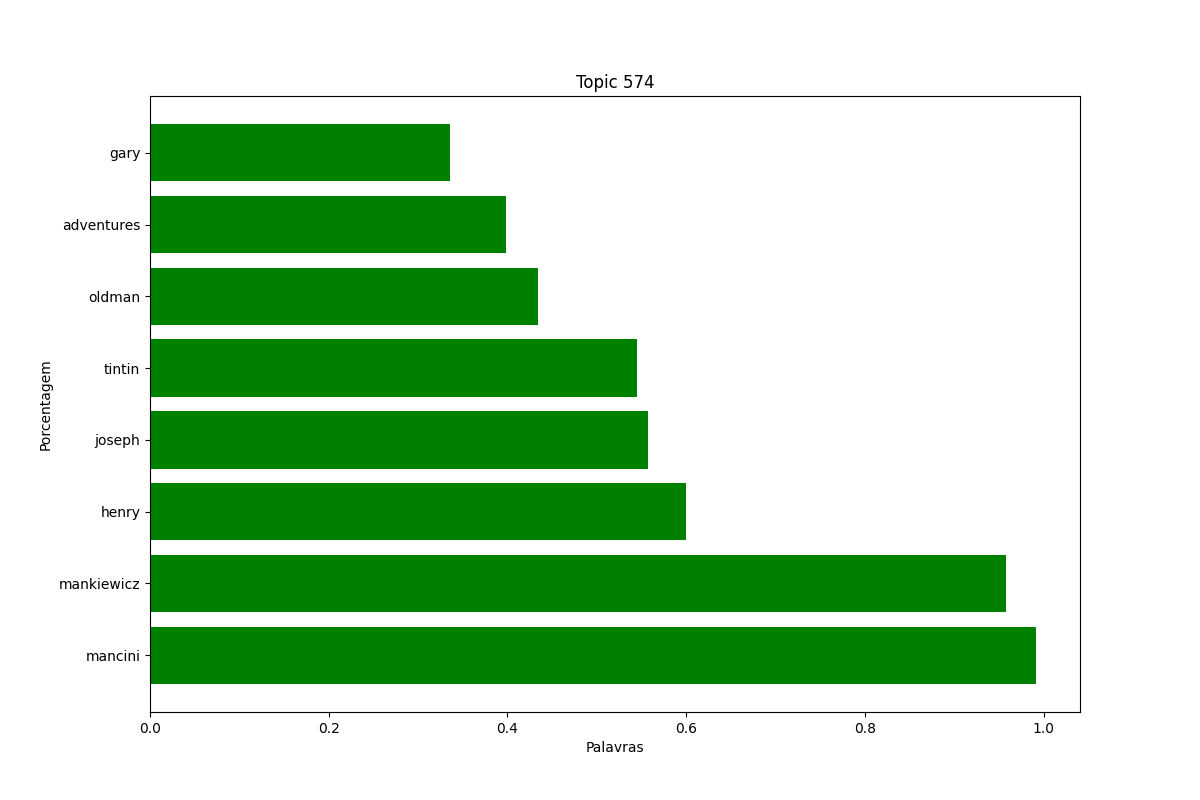 Topic 574
gary
adventures
oldman
tintin
joseph
henry
mankiewicz
mancini
Porcentagem
0.0 0.2 0.4 0.6 0.8 1.0
Palavras